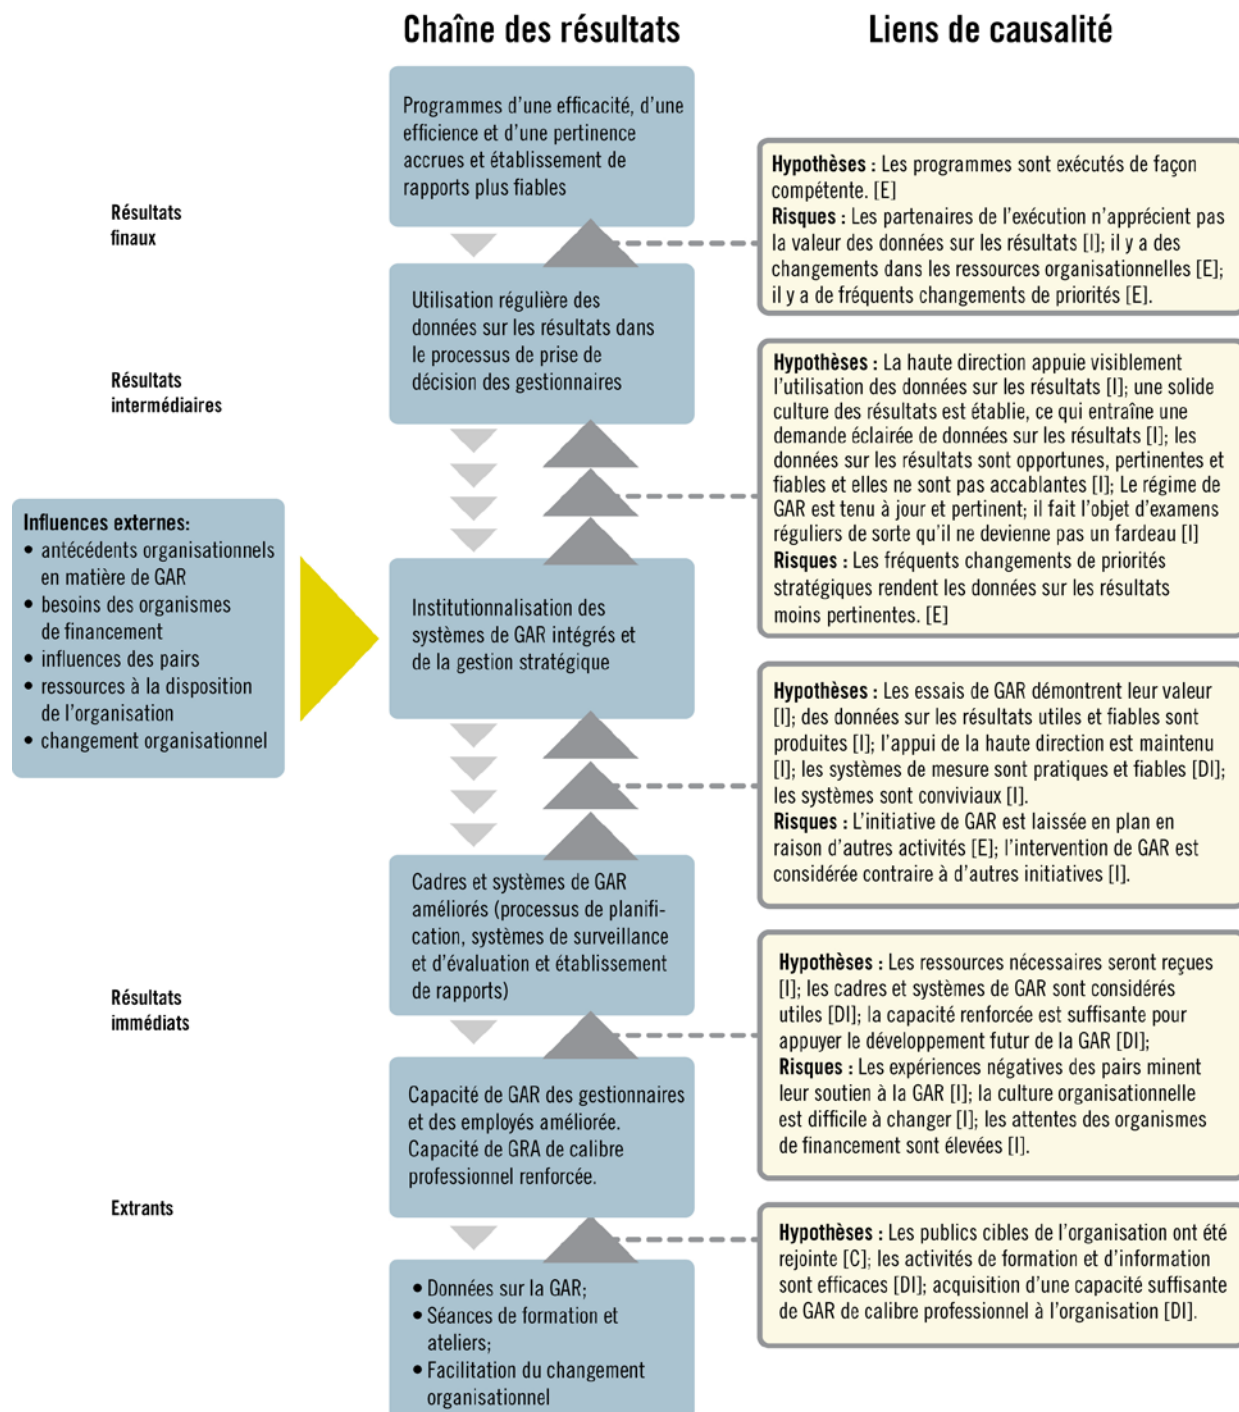 Chaîne des résultats
Liens de causalité
Programmes d'une efficacité, d'une
efficience et d'une pertinence
accrues et établissement de
rapports plus fiables
Hypothèses : Les programmes sont exécutés de façon
compétente. [E]
Risques : Les partenaires de l'exécution n'apprécient pas
la valeur des données sur les résultats [I]; il y a des
changements dans les ressources organisationnelles [E];
il y a de fréquents changements de priorités [E].
Résultats
finaux
Utilisation régulière des
données sur les résultats dans
le processus de prise de
décision des gestionnaires
Résultats
intermédiaires
Hypothèses : La haute direction appuie visiblement
l'utilisation des données sur les résultats [I]; une solide
culture des résultats est établie, ce qui entraîne une
demande éclairée de données sur les résultats [I]; les
données sur les résultats sont opportunes, pertinentes et
fiables et elles ne sont pas accablantes [I]; Le régime de
GAR est tenu à jour et pertinent; il fait l'objet d'examens
réguliers de sorte qu'il ne devienne pas un fardeau [I]
Risques : Les fréquents changements de priorités
stratégiques rendent les données sur les résultats
moins pertinentes. [E]
Influences externes:
• antécédents organisationnels
en matière de GAR
• besoins des organismes
de financement
• influences des pairs
• ressources à la disposition
de l'organisation
• changement organisationnel
Institutionnalisation des
systèmes de GAR intégrés et
de la gestion stratégique
Hypothèses : Les essais de GAR démontrent leur valeur
[I]; des données sur les résultats utiles et fiables sont
produites [I]; l'appui de la haute direction est maintenu
[I]; les systèmes de mesure sont pratiques et fiables [DI];
les systèmes sont conviviaux [I].
Risques : L'initiative de GAR est laissée en plan en
raison d'autres activités [E]; l'intervention de GAR est
considérée contraire à d'autres initiatives [I].
Cadres et systèmes de GAR
améliorés (processus de planifi-
cation, systèmes de surveillance
et d'évaluation et établissement
de rapports)
Résultats
immédiats
Hypothèses : Les ressources nécessaires seront reçues
[I]; les cadres et systèmes de GAR sont considérés
utiles [DI]; la capacité renforcée est suffisante pour
appuyer le développement futur de la GAR [DI];
Risques : Les expériences négatives des pairs minent
leur soutien à la GAR [I]; la culture organisationnelle
est difficile à changer [I]; les attentes des organismes
de financement sont élevées [I].
Capacité de GAR des gestionnaires
et des employés améliorée.
Capacité de GRA de calibre
professionnel renforcée.
Extrants
Hypothèses : Les publics cibles de l'organisation ont été
rejointe [C]; les activités de formation et d'information
sont efficaces [DI]; acquisition d'une capacité suffisante
de GAR de calibre professionnel à l'organisation [DI].
• Données sur la GAR;
• Séances de formation et
ateliers;
• Facilitation du changement
organisationnel